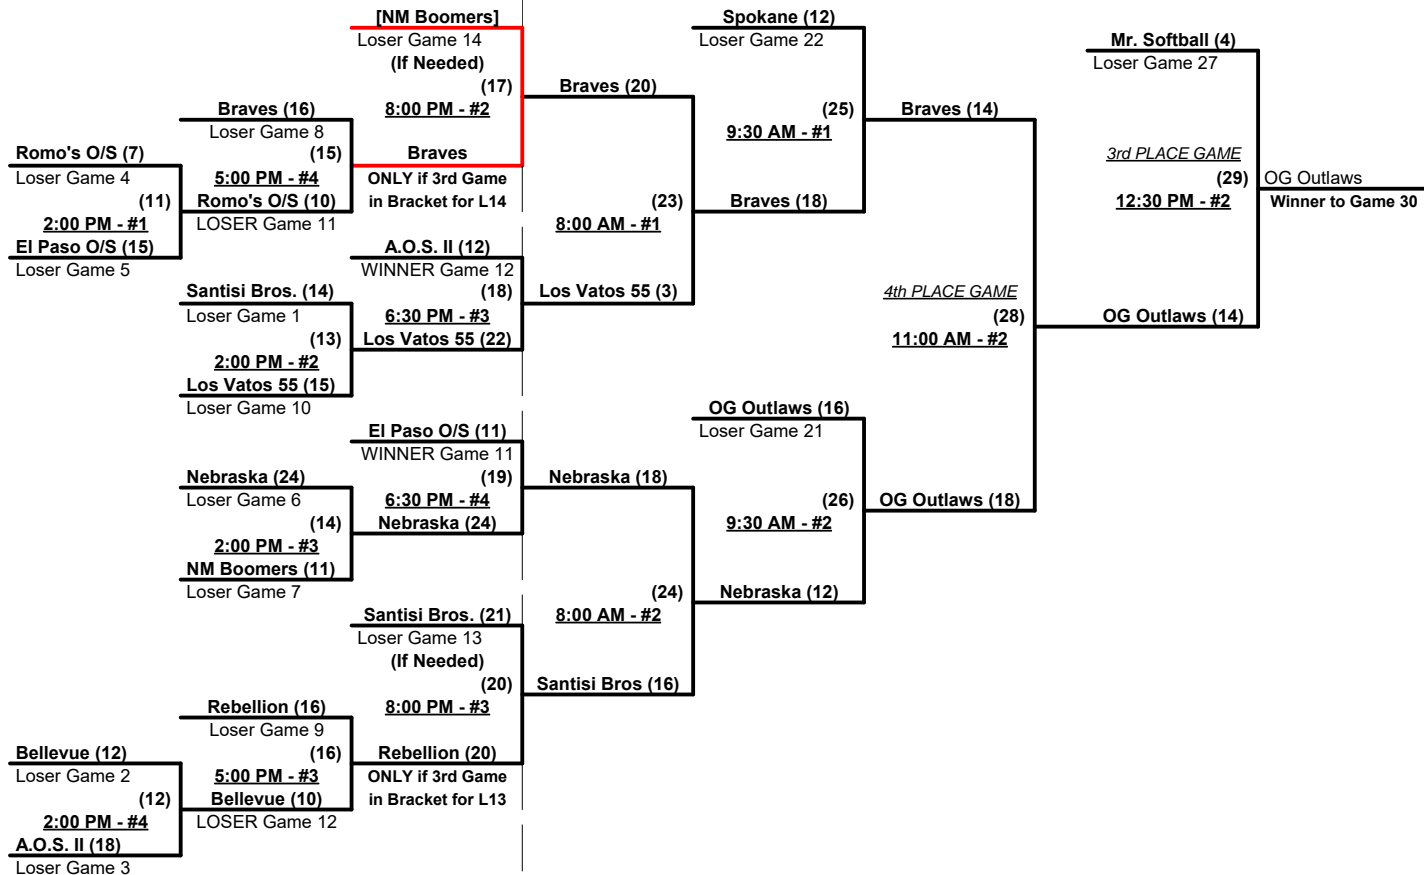 [NM Boomers]
Loser Game 14
(If Needed)
(17)
8:00 PM - #2
Braves
ONLY if 3rd Game
in Bracket for L14
Braves (16)
Loser Game 8
(15)
5:00 PM - #4
Romo's O/S (10)
LOSER Game 11
Romo's O/S (7)
Loser Game 4
(11)
2:00 PM - #1
El Paso O/S (15)
Loser Game 5
A.O.S. II (12)
WINNER Game 12
(18)
6:30 PM - #3
Los Vatos 55 (22)
Santisi Bros. (14)
Loser Game 1
(13)
2:00 PM - #2
Los Vatos 55 (15)
Loser Game 10
El Paso O/S (11)
WINNER Game 11
(19)
6:30 PM - #4
Nebraska (24)
Nebraska (24)
Loser Game 6
(14)
2:00 PM - #3
NM Boomers (11)
Loser Game 7
Santisi Bros. (21)
Loser Game 13
(If Needed)
(20)
8:00 PM - #3
Rebellion (20)
ONLY if 3rd Game
in Bracket for L13
Rebellion (16)
Loser Game 9
(16)
5:00 PM - #3
Bellevue (10)
LOSER Game 12
Bellevue (12)
Loser Game 2
(12)
2:00 PM - #4
A.O.S. II (18)
Loser Game 3
Braves (20)
(23)
8:00 AM - #1
Los Vatos 55 (3)
Nebraska (18)
(24)
8:00 AM - #2
Santisi Bros (16)
Spokane (12)
Loser Game 22
(25)
9:30 AM - #1
Braves (18)
OG Outlaws (16)
Loser Game 21
(26)
9:30 AM - #2
Nebraska (12)
Braves (14)
4th PLACE GAME
(28)
11:00 AM - #2
OG Outlaws (18)
Mr. Softball (4)
Loser Game 27
3rd PLACE GAME
(29)
12:30 PM - #2
OG Outlaws (14)
OG Outlaws
Winner to Game 30